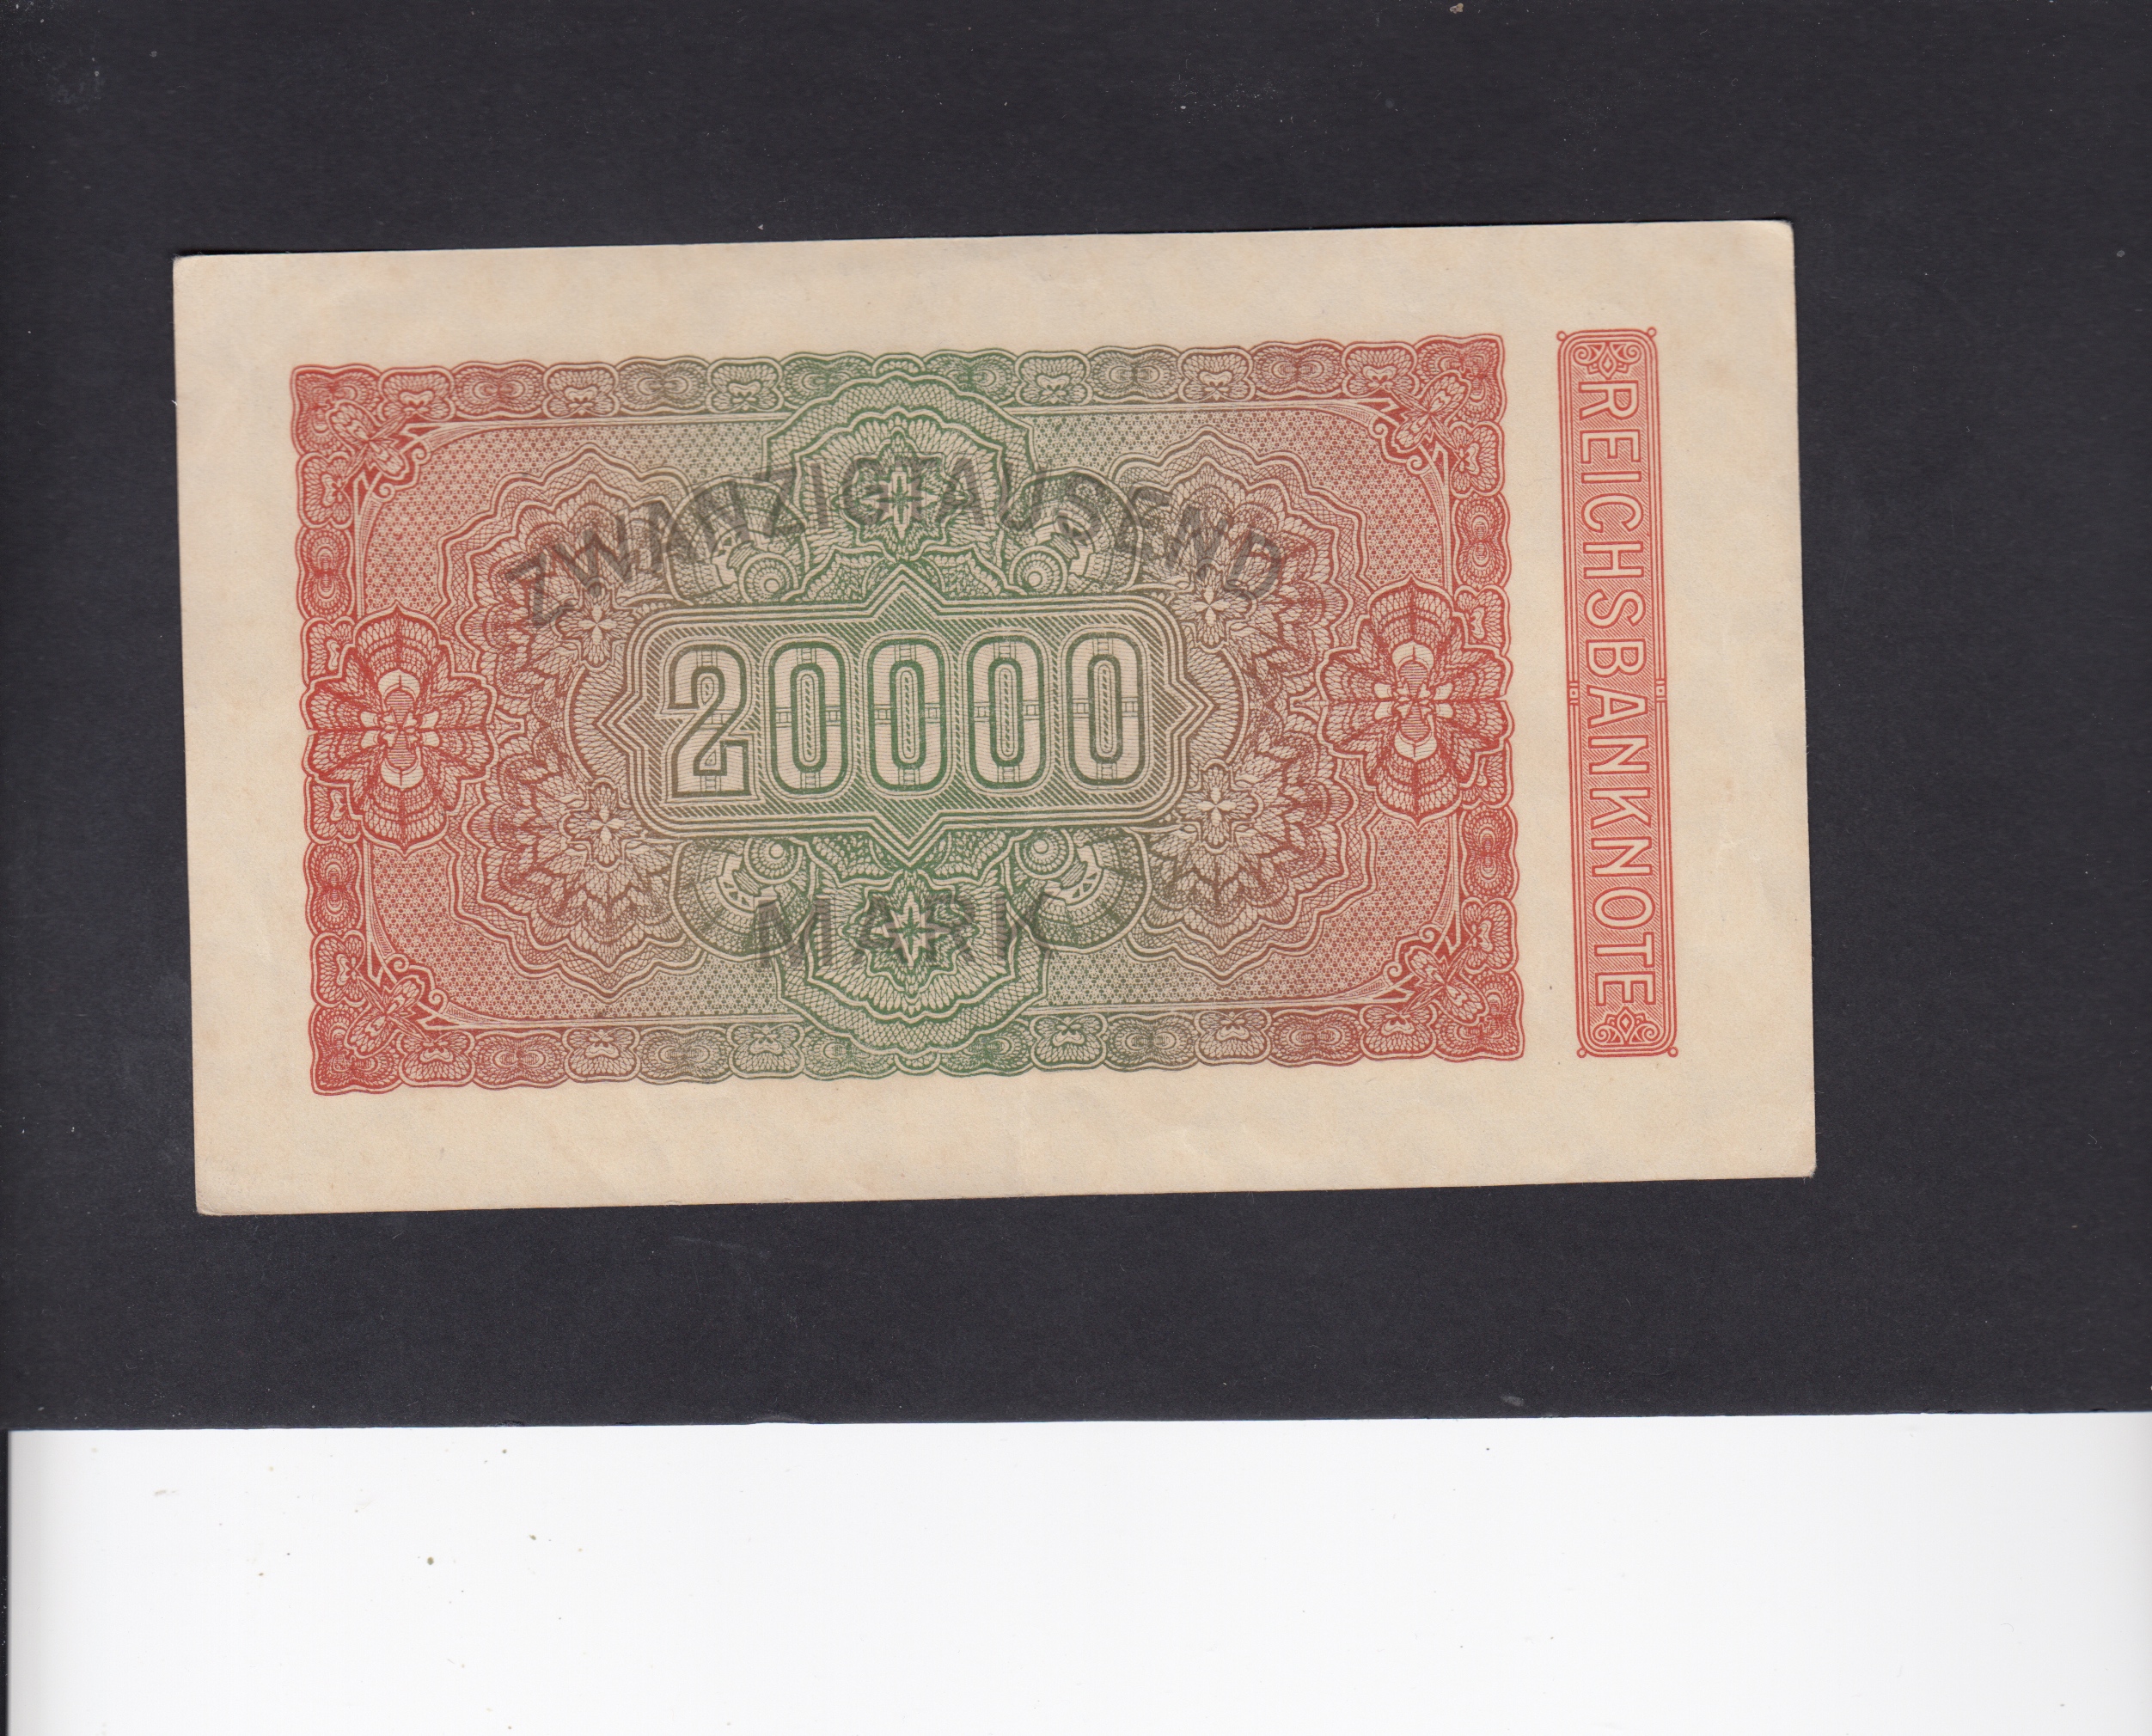 ZWANZIGTAUSEND
20000
MARK
REICHSBANKNOTE